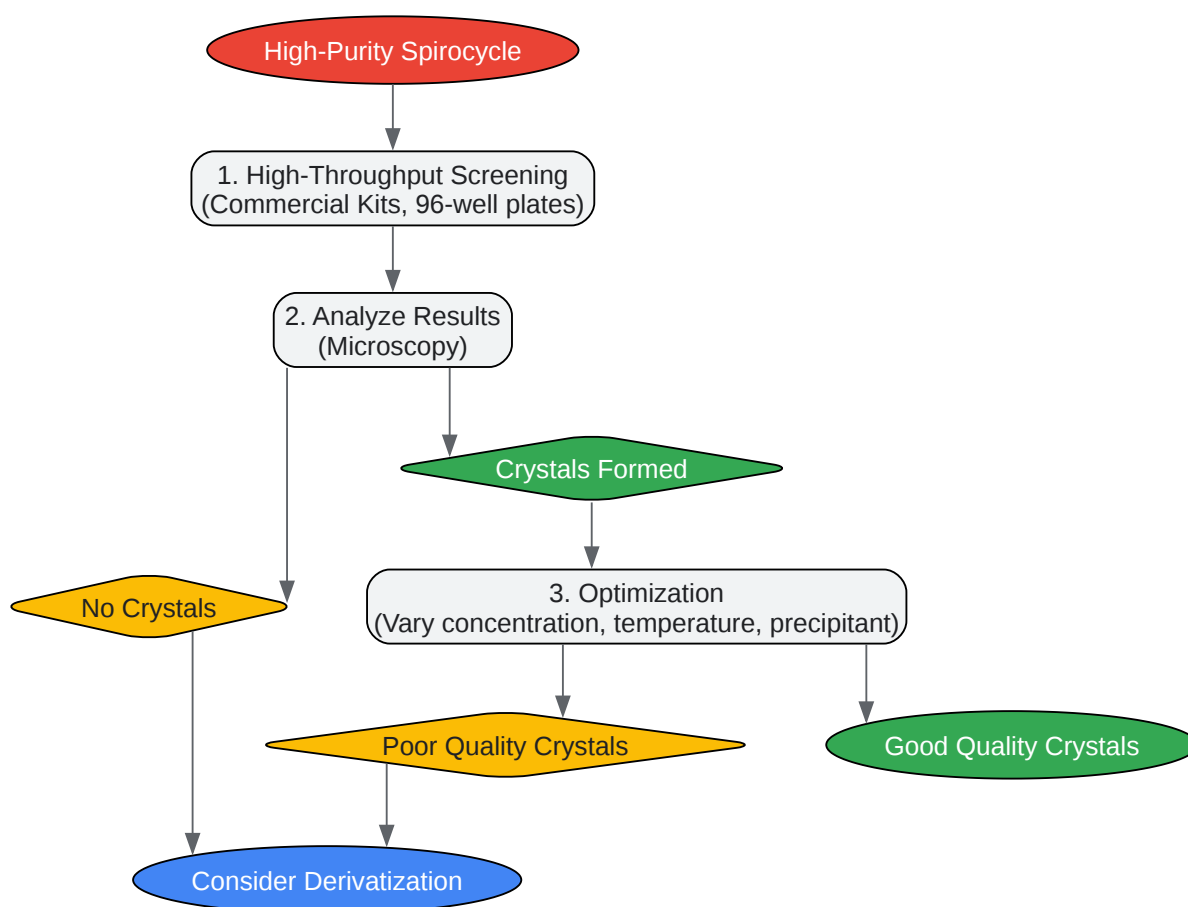 High-Purity Spirocycle
1. High-Throughput Screening
(Commercial Kits, 96-well plates)
2. Analyze Results
(Microscopy)
Crystals Formed
No Crystals
3. Optimization
(Vary concentration, temperature, precipitant)
Poor Quality Crystals
Good Quality Crystals
Consider Derivatization